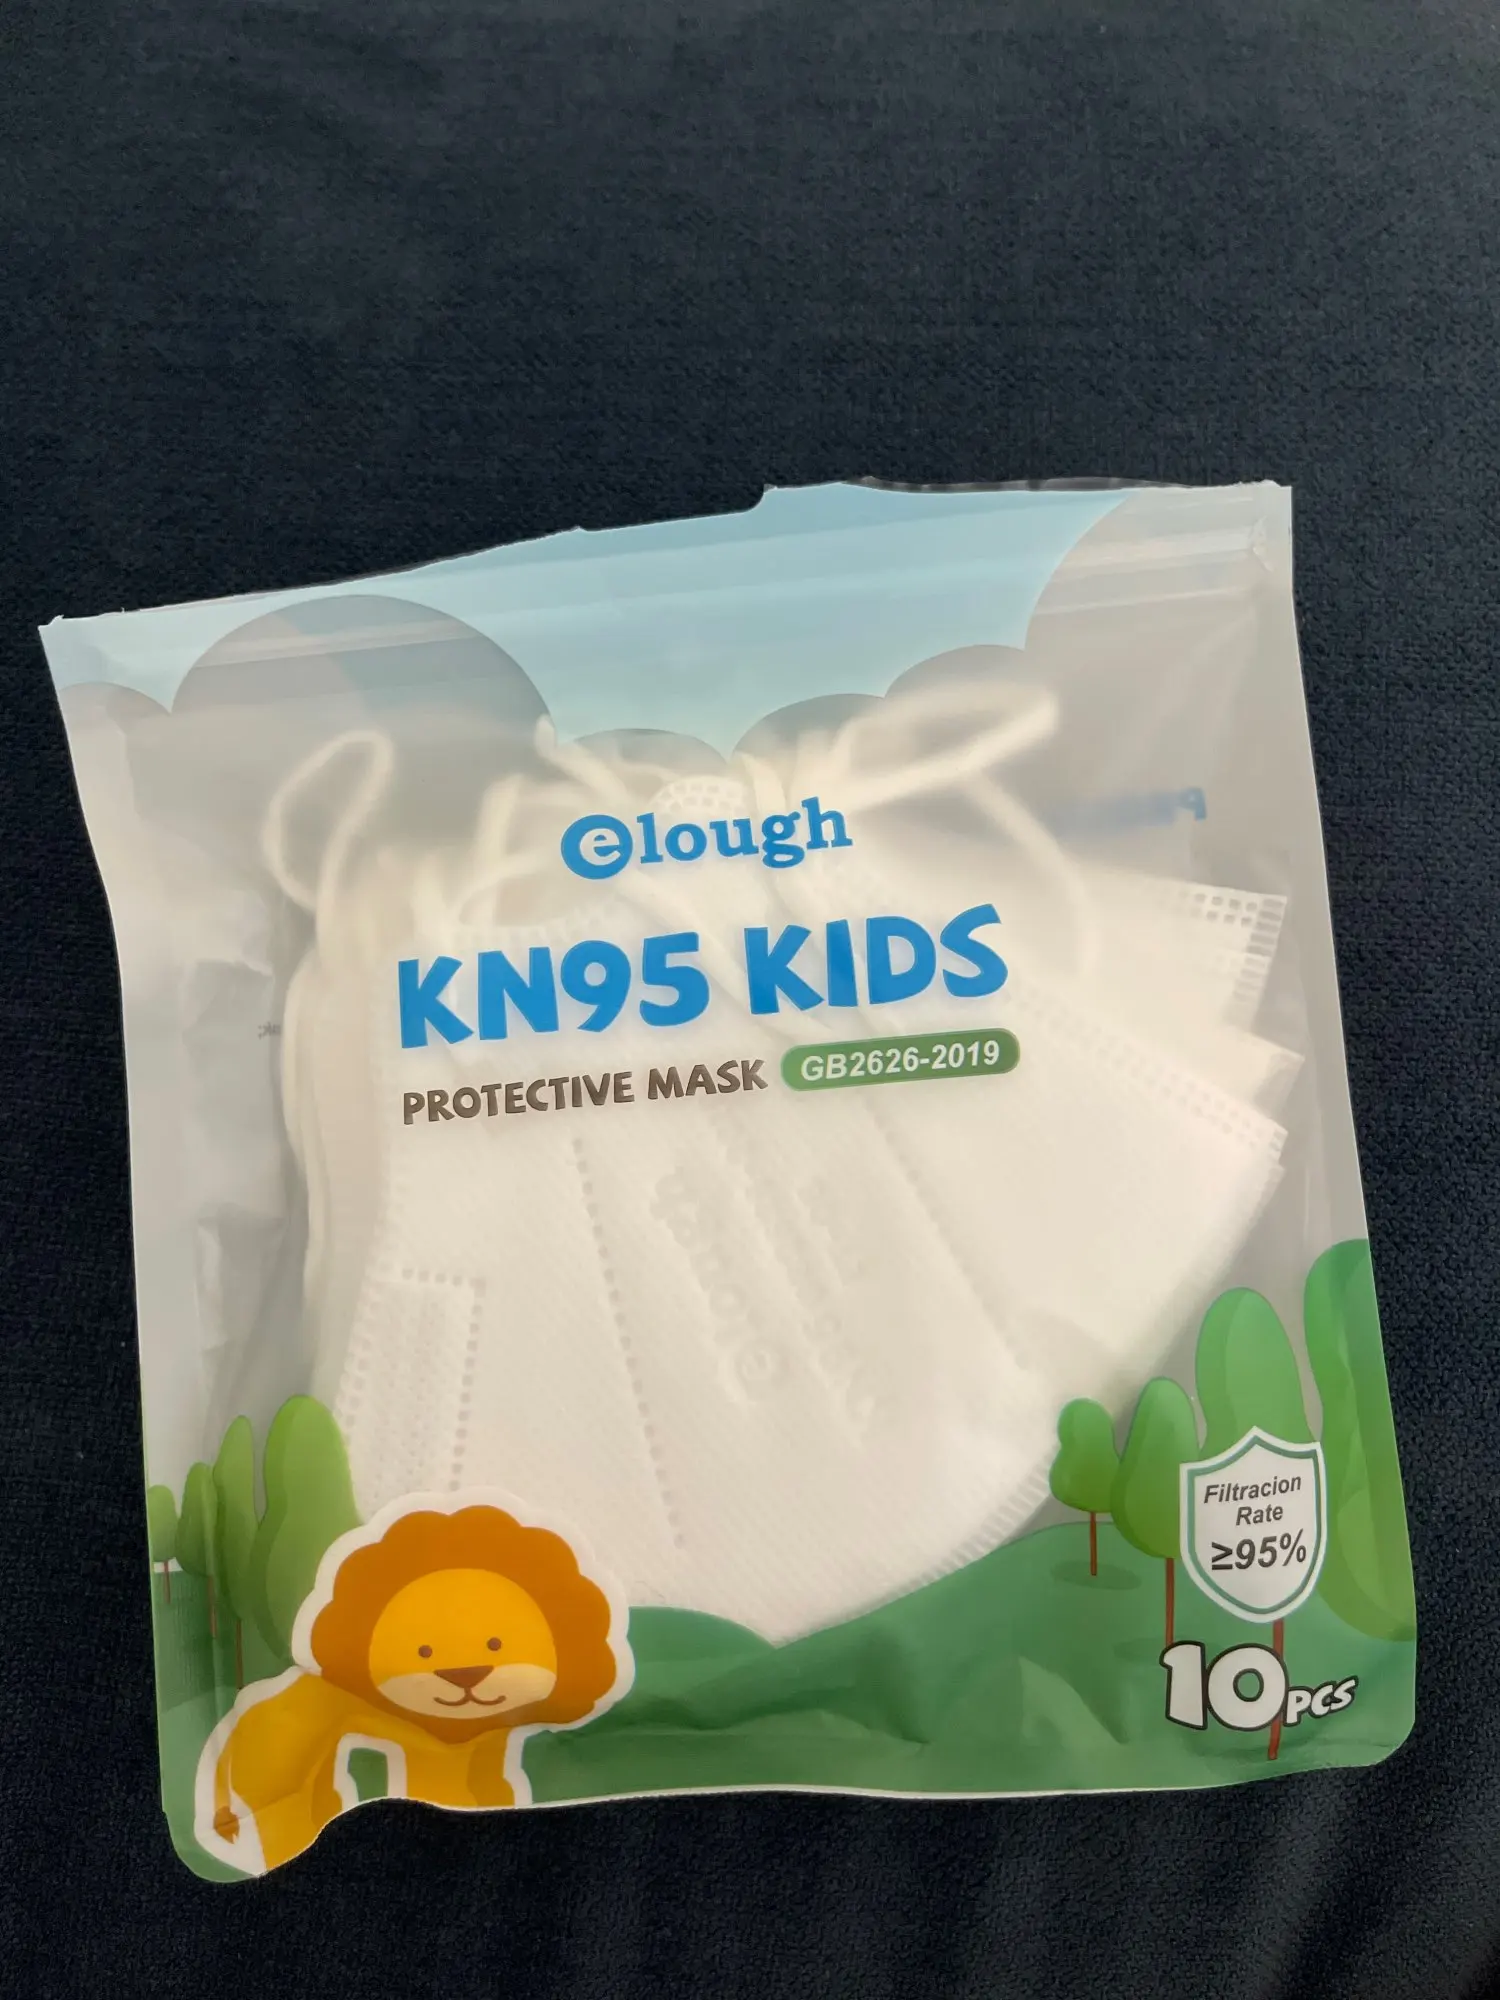 elough
KN95 KIDS
PROTECTIVE MASK GB2626-2019
Filtracion
Rate
≥95%
10PCS